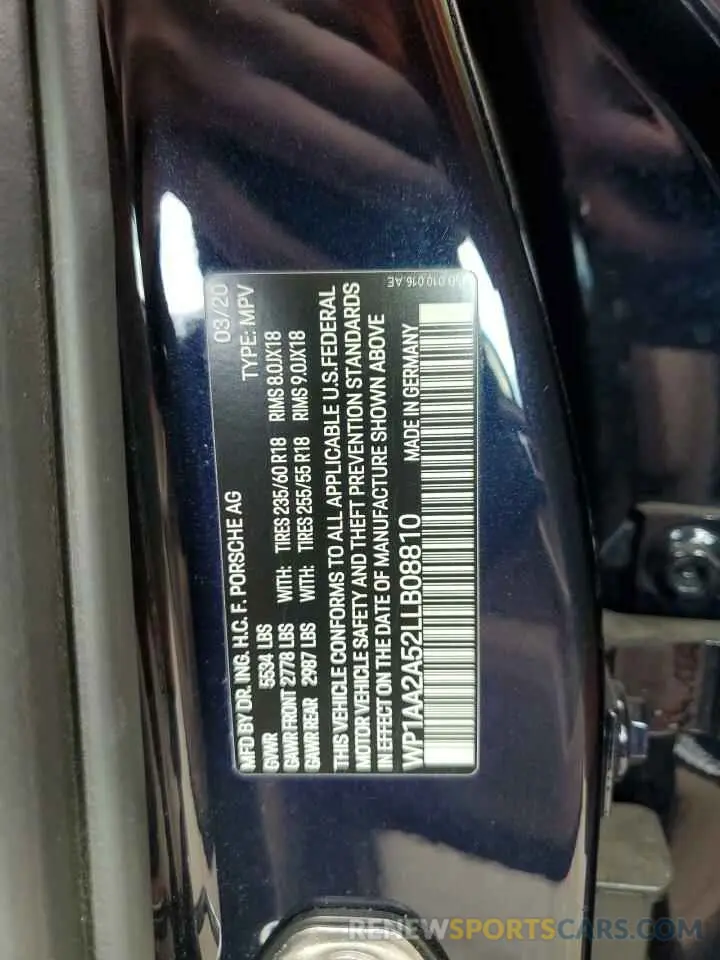 MFD BY DR. ING. H.C. F. PORSCHE AG 03/20
GVWR 5534 LBS TYPE: MPV
GAWR FRONT 2778 LBS WITH: TIRES 235/60 R18 RIMS 8.0JX18
GAWR REAR 2987 LBS WITH: TIRES 255/55 R18 RIMS 9.0JX18
THIS VEHICLE CONFORMS TO ALL APPLICABLE U.S. FEDERAL
MOTOR VEHICLE SAFETY AND THEFT PREVENTION STANDARDS
IN EFFECT ON THE DATE OF MANUFACTURE SHOWN ABOVE
WP1AA2A52LLB08810 MADE IN GERMANY
RENEWSPORTSCARS.COM